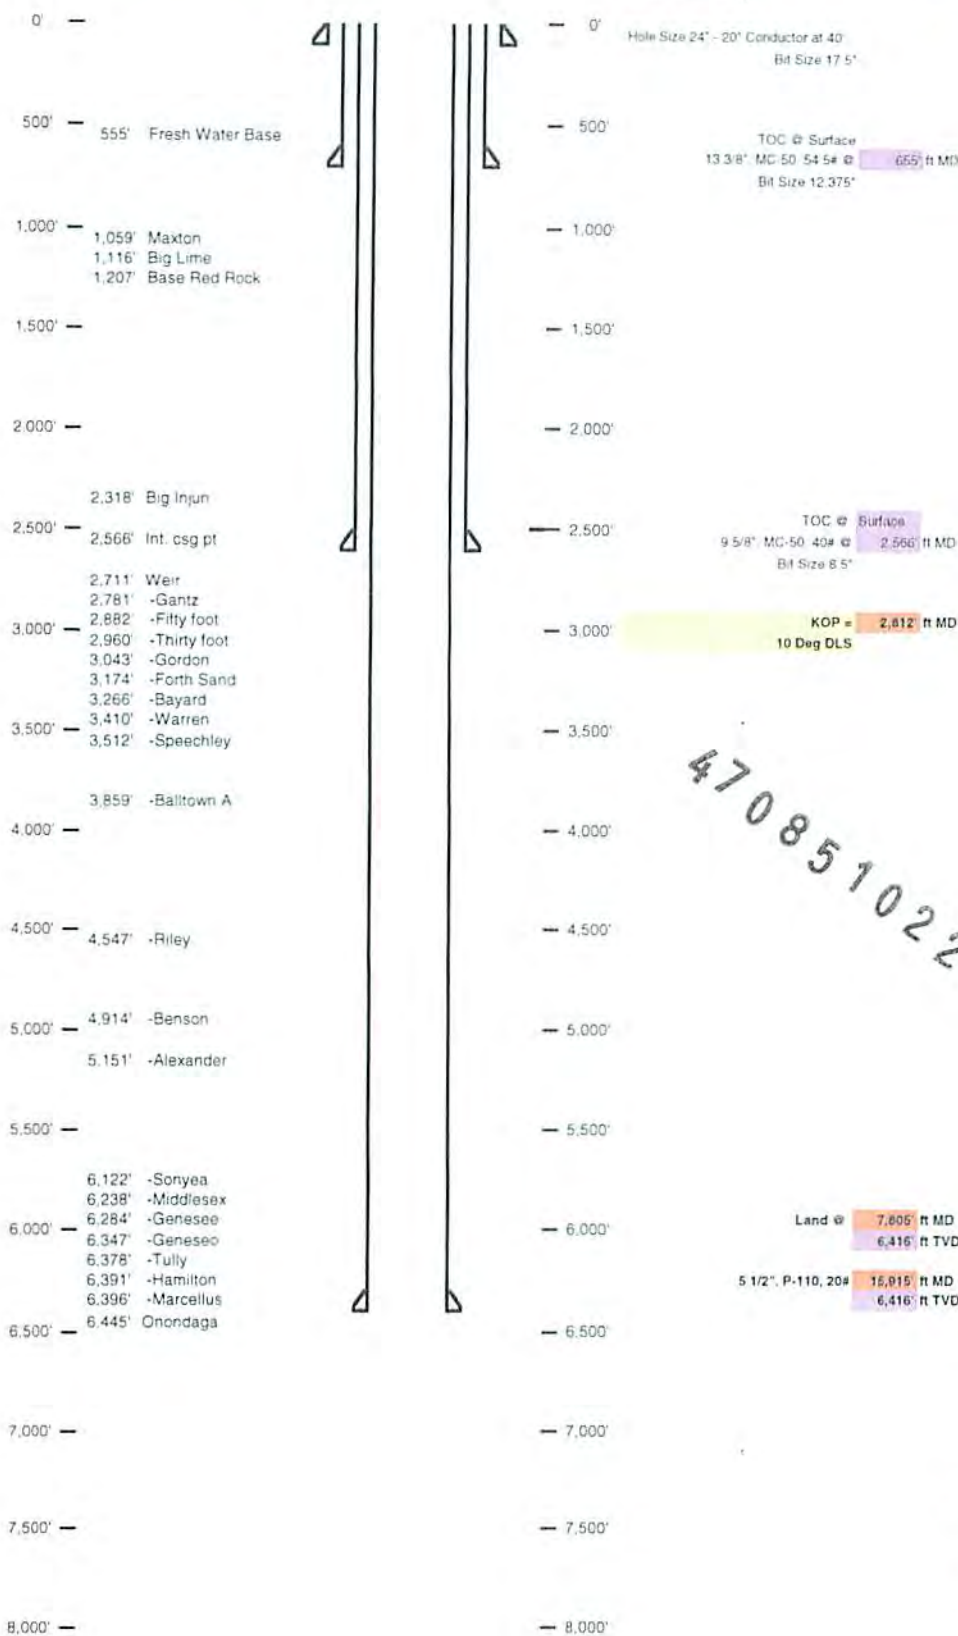 0' 0'
Hole Size 24" - 20" Conductor at 40'
Bit Size 17.5"
500' 500'
555' Fresh Water Base
TOC @ Surface
13 3/8", MC-50 54.5# @ 655' ft MD
Bit Size 12.375"
1,000' 1,000'
1,059' Maxton
1,116' Big Lime
1,207' Base Red Rock
1,500' 1,500'
2,000' 2,000'
2,318' Big Injun
TOC @ Surface
2,500' 2,500'
2,566' Int. csg pt
9 5/8", MC-50 40# @ 2,566' ft MD
Bit Size 8.5"
2,711' Weir
2,781' -Gantz
2,882' -Fifty foot
KOP = 2,812' ft MD
3,000' 3,000'
2,960' -Thirty foot
10 Deg DLS
3,043' -Gordon
3,174' -Forth Sand
3,266' -Bayard
3,410' -Warren
3,500' 3,500'
3,512' -Speechley
3,859' -Balltown A
4,000' 4,000'
470851022
4,500' 4,500'
4,547' -Riley
4,914' -Benson
5,000' 5,000'
5,151' -Alexander
5,500' 5,500'
6,122' -Sonyea
6,238' -Middlesex
6,284' -Genesee
Land @ 7,805' ft MD
6,000' 6,000'
6,347' -Geneseo
6,416' ft TVD
6,378' -Tully
6,391' -Hamilton
5 1/2", P-110, 20# ft MD
6,396' -Marcellus
6,416' ft TVD
6,445' Onondaga
6,500' 6,500'
7,000' 7,000'
7,500' 7,500'
8,000' 8,000'